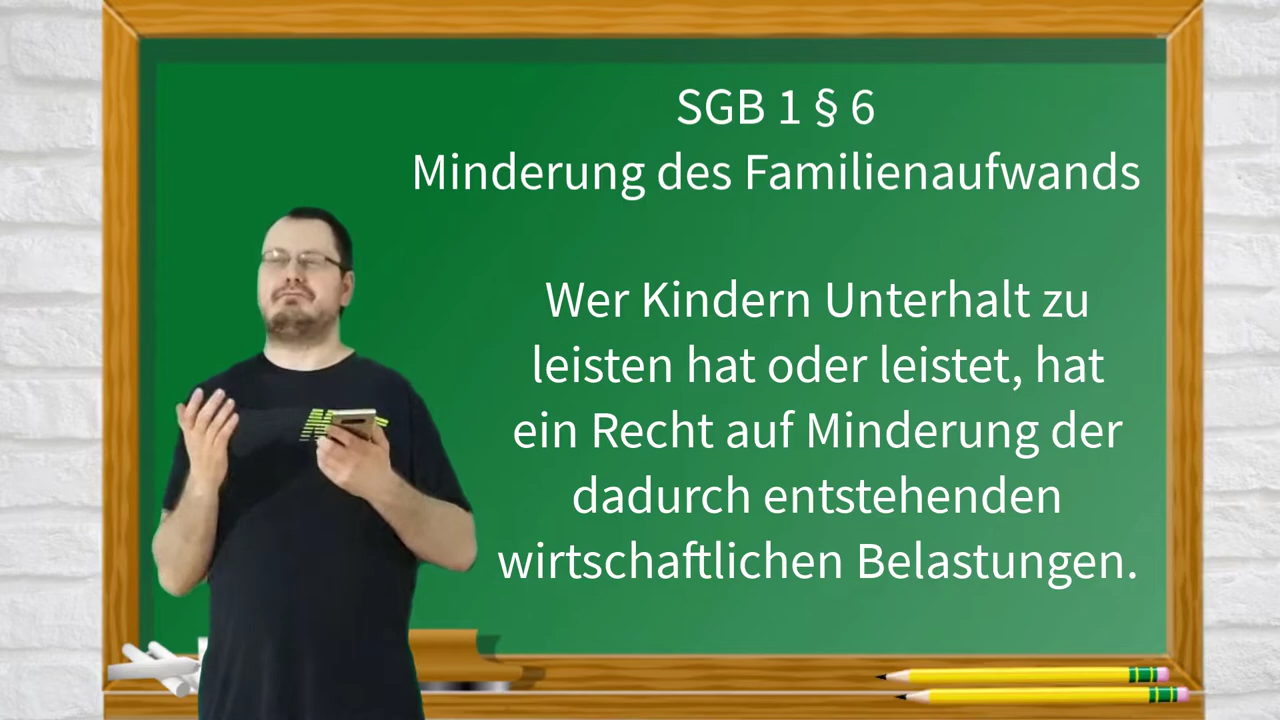 SGB 1 § 6
Minderung des Familienaufwands
Wer Kindern Unterhalt zu
leisten hat oder leistet, hat
ein Recht auf Minderung der
dadurch entstehenden
wirtschaftlichen Belastungen.